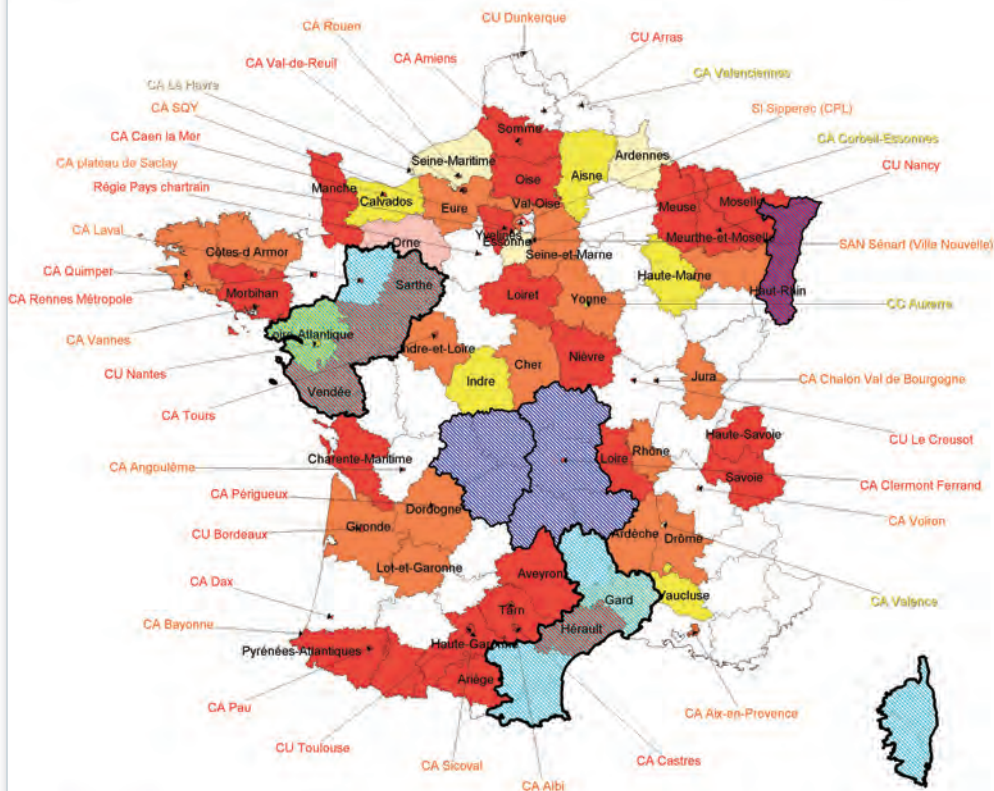 CU Dunkerque
CA Rouen
CU Arras
CA Val-de-Reuil
CA Amiens
CA Valenciennes
CA Le Havre
CA SQY
SI Sipperec (CPL)
CA Caen la Mer
CA Corbeil-Essonnes
CA plateau de Saclay
CU Nancy
Régie Pays chartrain
Somme
Seine-Maritime
Ardennes
Oise
Aisne
Manche
Calvados
Eure
Val-Oise
Meuse
Moselle
CA Laval
Orne
Yvelines
Essonne
Meurthe-et-Moselle
SAN Sénart (Ville Nouvelle)
Côtes-d Armor
Seine-et-Marne
CA Quimper
Sarthe
Haute-Marne
Haut-Rhin
Morbihan
Loiret
Yonne
CA Rennes Métropole
CC Auxerre
Loire-Atlantique
CA Vannes
Indre-et-Loire
Nièvre
Cher
CU Nantes
Indre
Jura
CA Chalon Val de Bourgogne
Vendée
CA Tours
Haute-Savoie
CU Le Creusot
Charente-Maritime
Loire
Rhône
CA Angoulême
Savoie
CA Clermont Ferrand
CA Périgueux
Dordogne
CA Voiron
Gironde
CU Bordeaux
Ardèche
Drôme
Lot-et-Garonne
Aveyron
CA Dax
Gard
Vaucluse
CA Valence
Tarn
CA Bayonne
Hérault
Haute-Garonne
Pyrénées-Atlantiques
Ariége
CA Pau
CA Aix-en-Provence
CU Toulouse
CA Sicoval
CA Castres
CA Albi